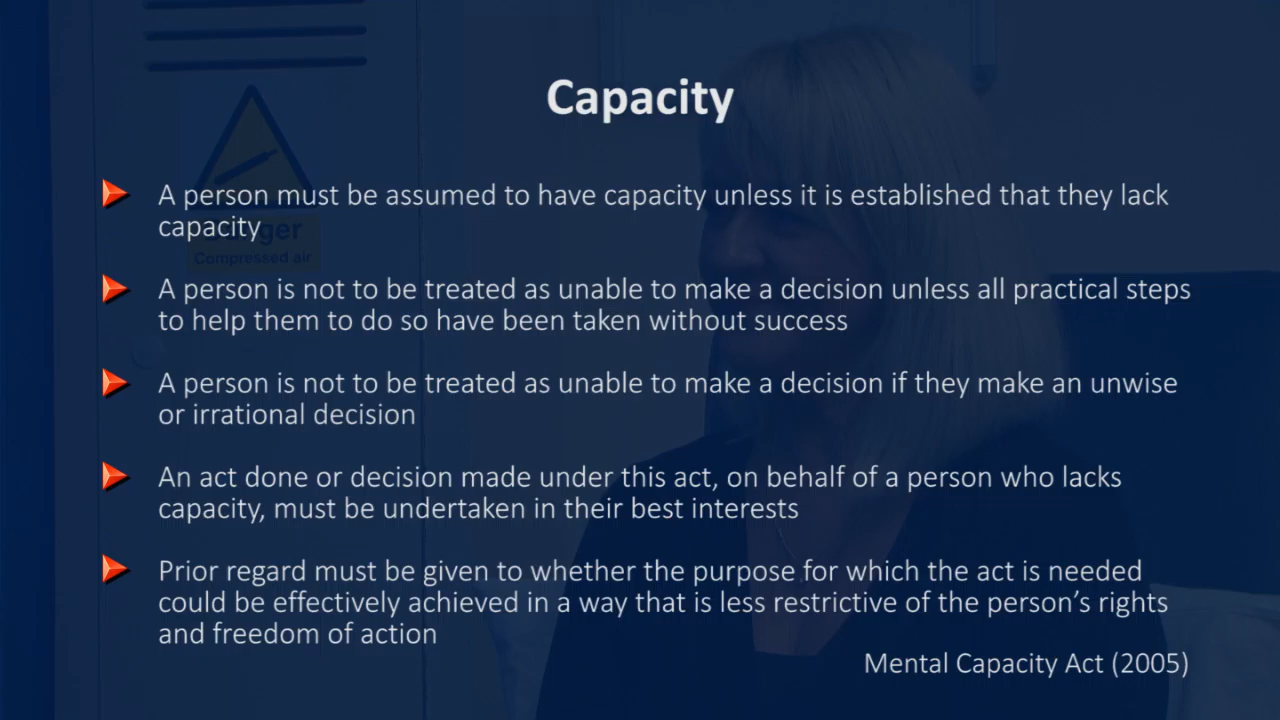 Capacity
A person must be assumed to have capacity unless it is established that they lack
capacity
Danger
Compressed air
A person is not to be treated as unable to make a decision unless all practical steps
to help them to do so have been taken without success
A person is not to be treated as unable to make a decision if they make an unwise
or irrational decision
An act done or decision made under this act, on behalf of a person who lacks
capacity, must be undertaken in their best interests
Prior regard must be given to whether the purpose for which the act is needed
could be effectively achieved in a way that is less restrictive of the person’s rights
and freedom of action
Mental Capacity Act (2005)